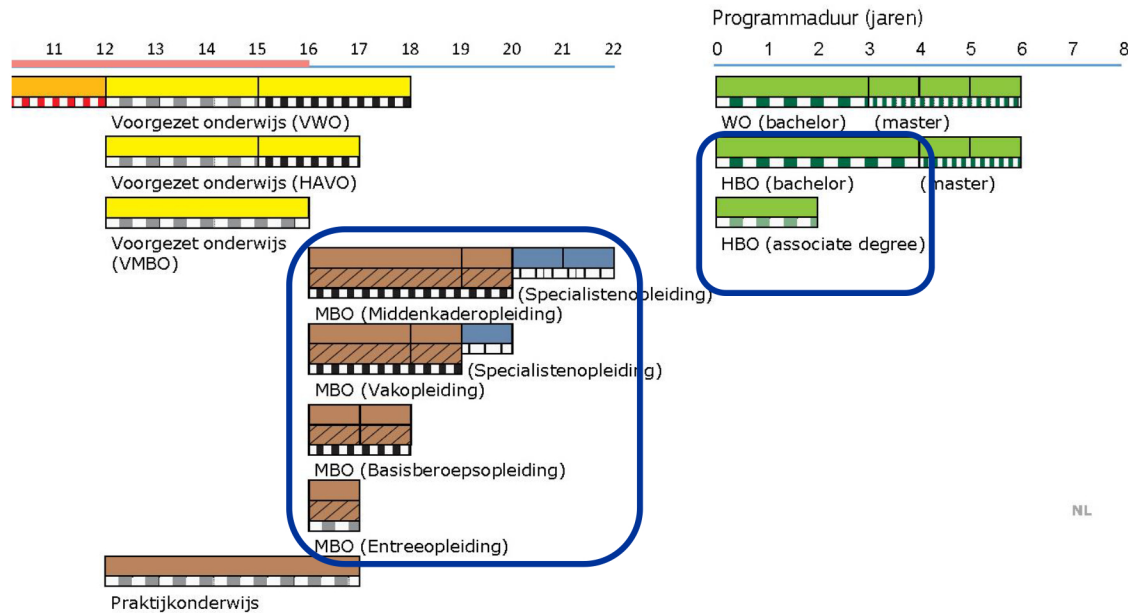 Programmaduur (jaren)
11 12 13 14 15 16 17 18 19 20 21 22
0 1 2 3 4 5 6 7 8
Voorgezet onderwijs (VWO)
WO (bachelor) (master)
Voorgezet onderwijs (HAVO)
HBO (bachelor) (master)
Voorgezet onderwijs
(VMBO)
HBO (associate degree)
(Specialistenopleiding)
MBO (Middenkaderopleiding)
(Specialistenopleiding)
MBO (Vakopleiding)
MBO (Basisberoepsopleiding)
NL
MBO (Entreeopleiding)
Praktijkonderwijs